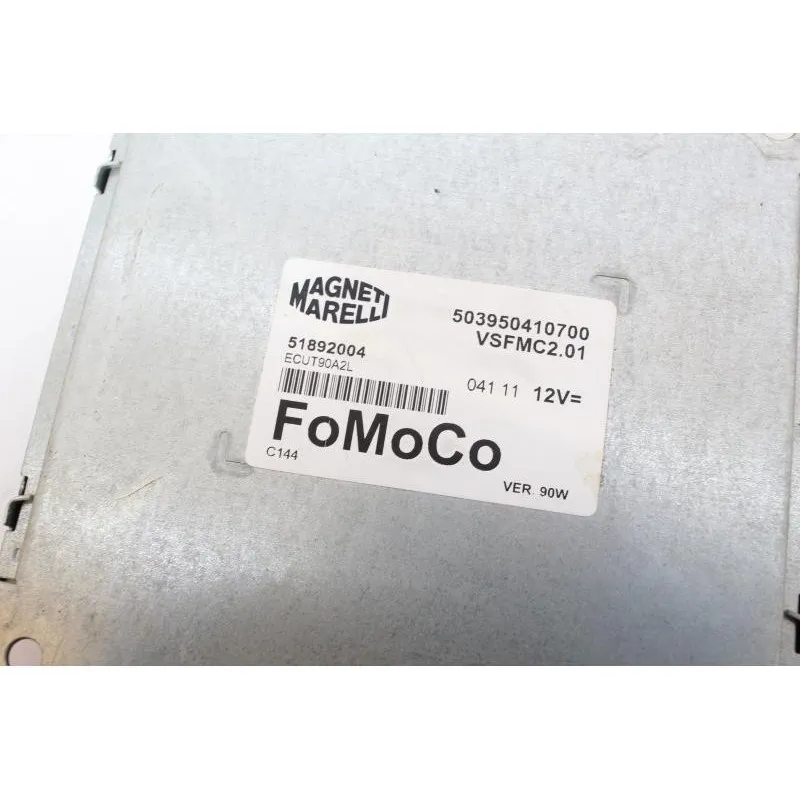 MAGNETI
MARELLI
503950410700
VSFMC2.01
51892004
ECUT90A2L
041 11 12V=
FoMoCo
C144
VER. 90W